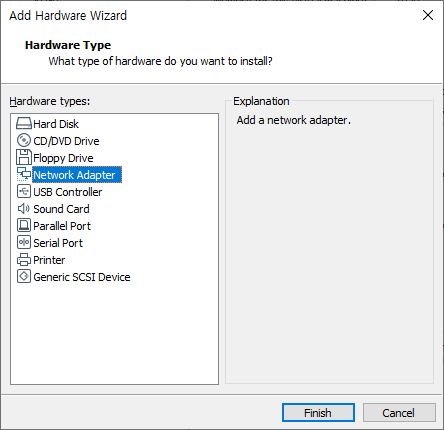 Add Hardware Wizard
Hardware Type
What type of hardware do you want to install?
Hardware types:
Hard Disk
CD/DVD Drive
Floppy Drive
Network Adapter
USB Controller
Sound Card
Parallel Port
Serial Port
Printer
Generic SCSI Device
Explanation
Add a network adapter.
Finish
Cancel